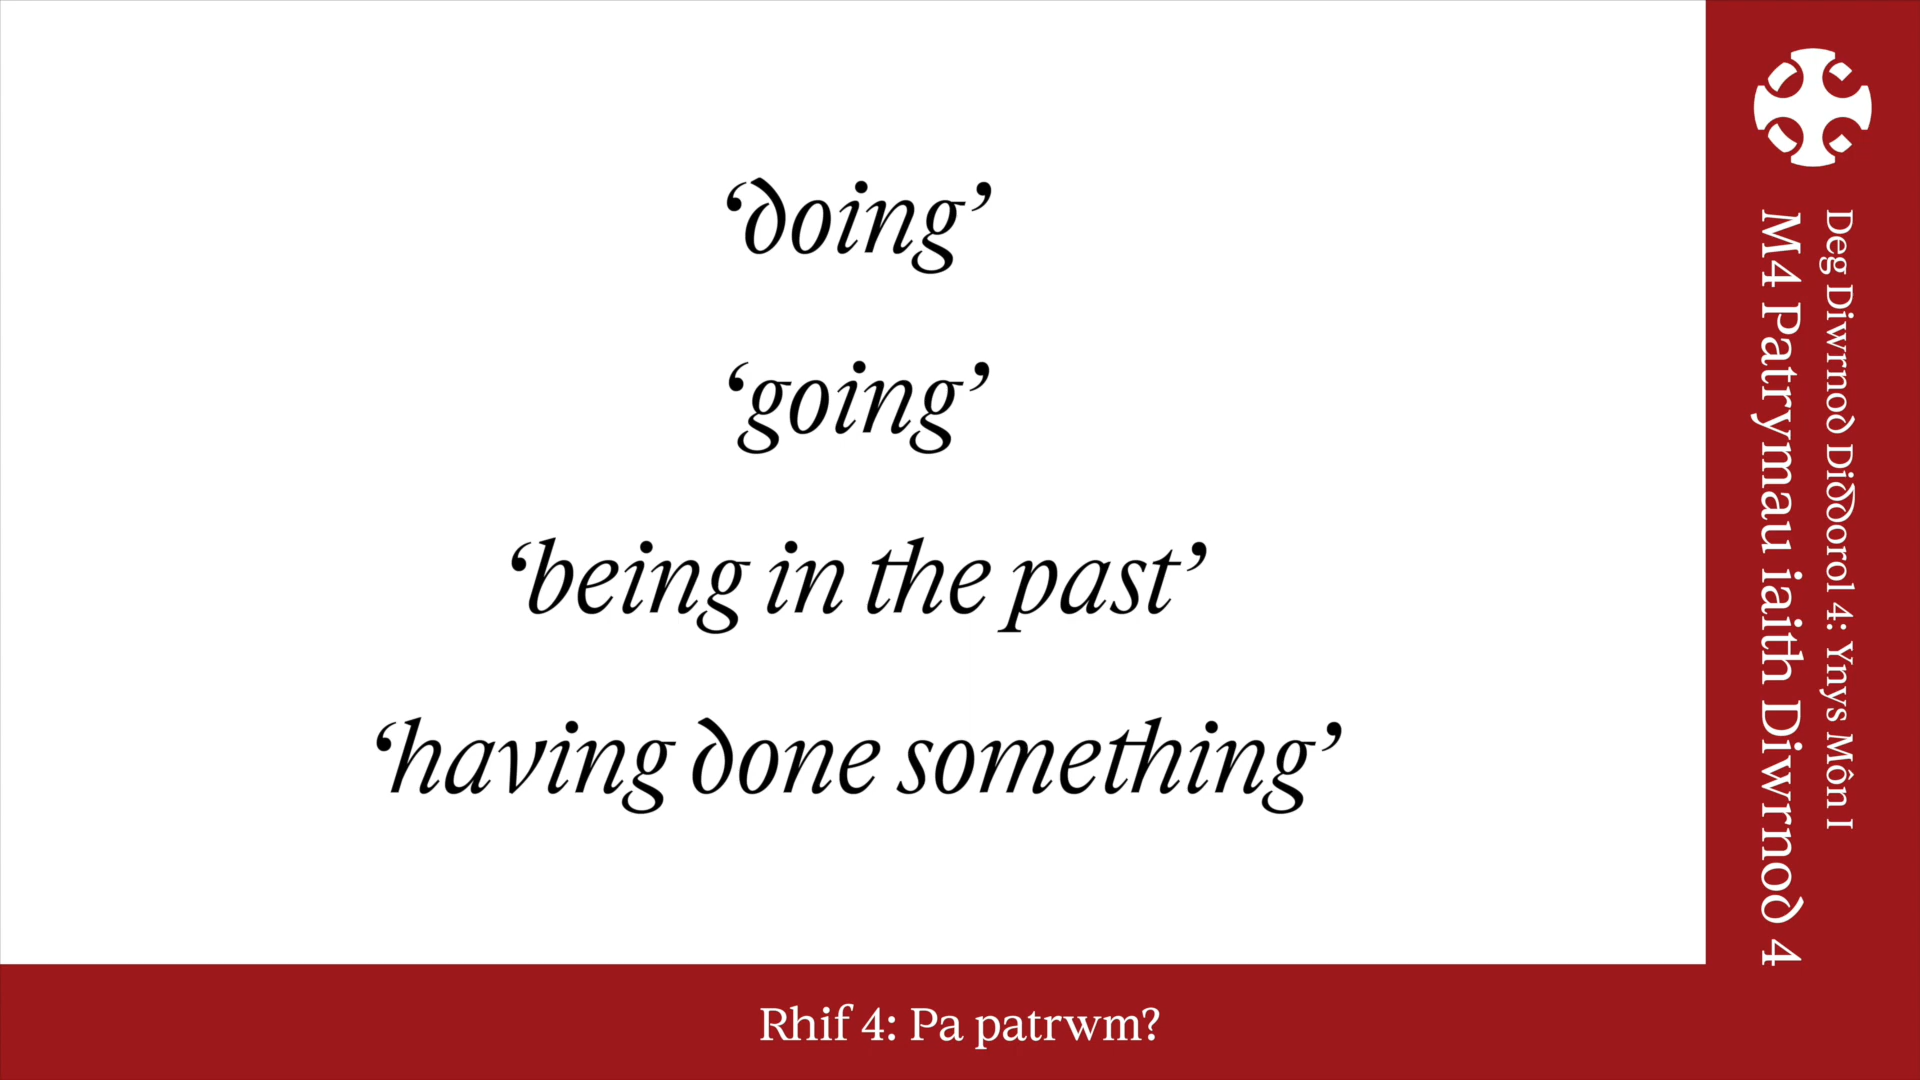 ‘doing’
‘going’
‘being in the past’
‘having done something’
Deg Diwrnod Diddorol 4: Ynys Môn I
M4 Patrymau iaith Diwrnod 4
Rhif 4: Pa patrwm?